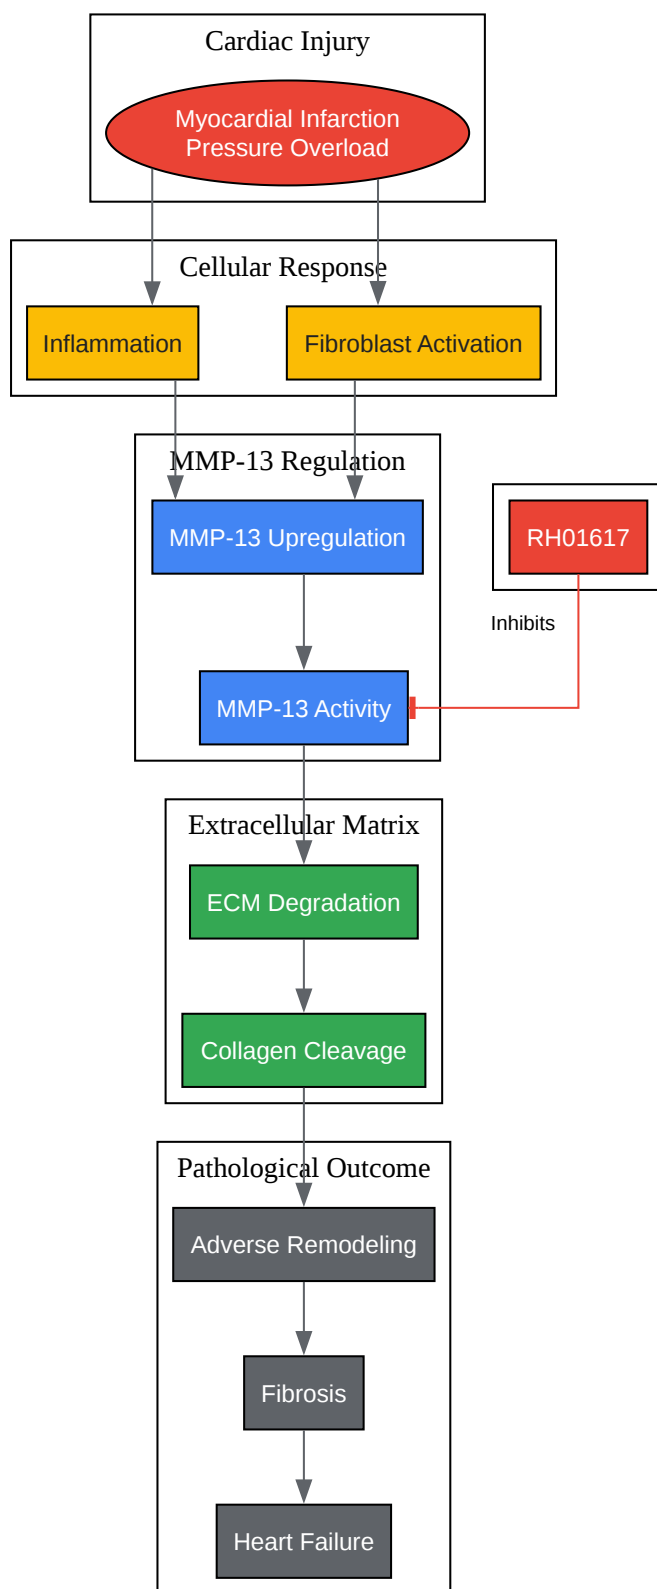 Cardiac Injury
Myocardial Infarction
Pressure Overload
Cellular Response
Inflammation
Fibroblast Activation
MMP-13 Regulation
MMP-13 Upregulation
RH01617
Inhibits
MMP-13 Activity
Extracellular Matrix
ECM Degradation
Collagen Cleavage
Pathological Outcome
Adverse Remodeling
Fibrosis
Heart Failure